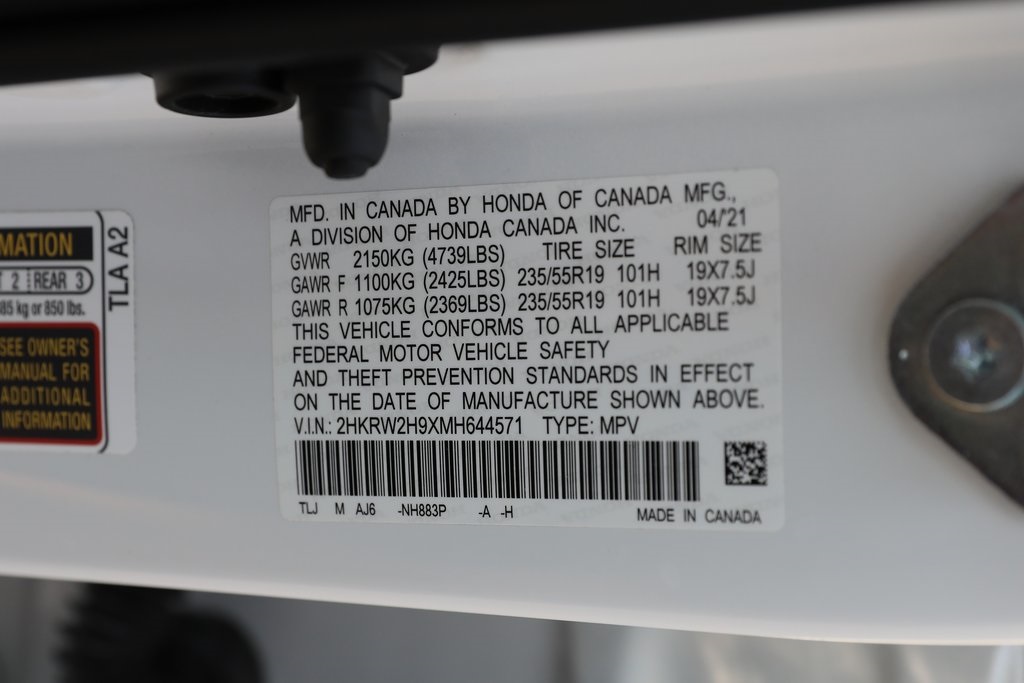 MATION
T 2 REAR 3
385 kg or 850 lbs.
SEE OWNER'S
MANUAL FOR
ADDITIONAL
INFORMATION
TLA A2
MFD. IN CANADA BY HONDA OF CANADA MFG.,
A DIVISION OF HONDA CANADA INC. 04/'21
GVWR 2150KG (4739LBS) TIRE SIZE RIM SIZE
GAWR F 1100KG (2425LBS) 235/55R19 101H 19X7.5J
GAWR R 1075KG (2369LBS) 235/55R19 101H 19X7.5J
THIS VEHICLE CONFORMS TO ALL APPLICABLE
FEDERAL MOTOR VEHICLE SAFETY
AND THEFT PREVENTION STANDARDS IN EFFECT
ON THE DATE OF MANUFACTURE SHOWN ABOVE.
V.I.N.: 2HKRW2H9XMH644571 TYPE: MPV
TLJ M AJ6 -NH883P -A -H MADE IN CANADA